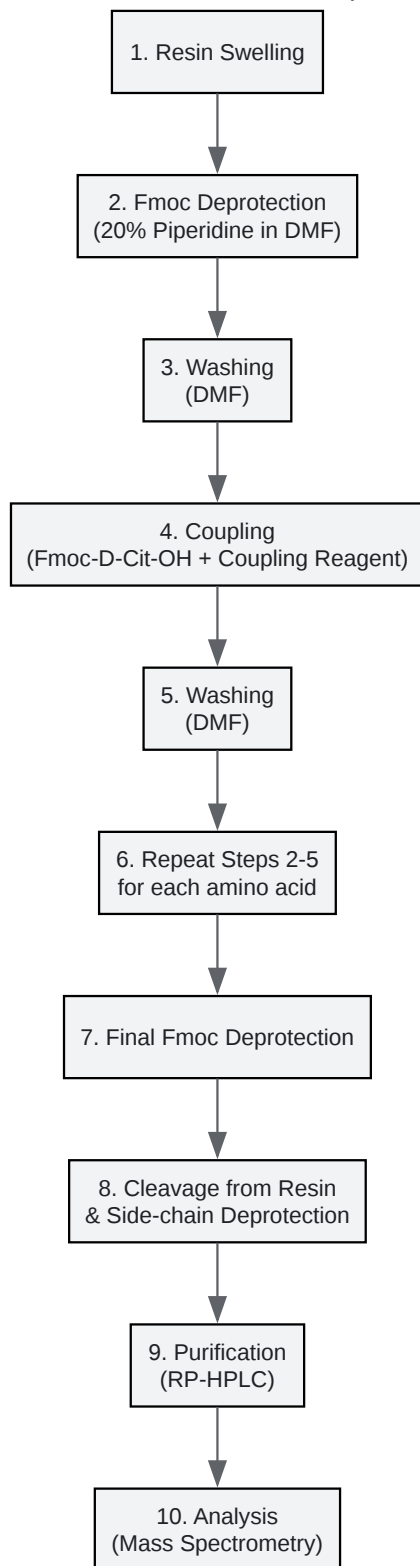 1. Resin Swelling
2. Fmoc Deprotection
(20% Piperidine in DMF)
3. Washing
(DMF)
4. Coupling
(Fmoc-D-Cit-OH + Coupling Reagent)
5. Washing
(DMF)
6. Repeat Steps 2-5
for each amino acid
7. Final Fmoc Deprotection
8. Cleavage from Resin
& Side-chain Deprotection
9. Purification
(RP-HPLC)
10. Analysis
(Mass Spectrometry)